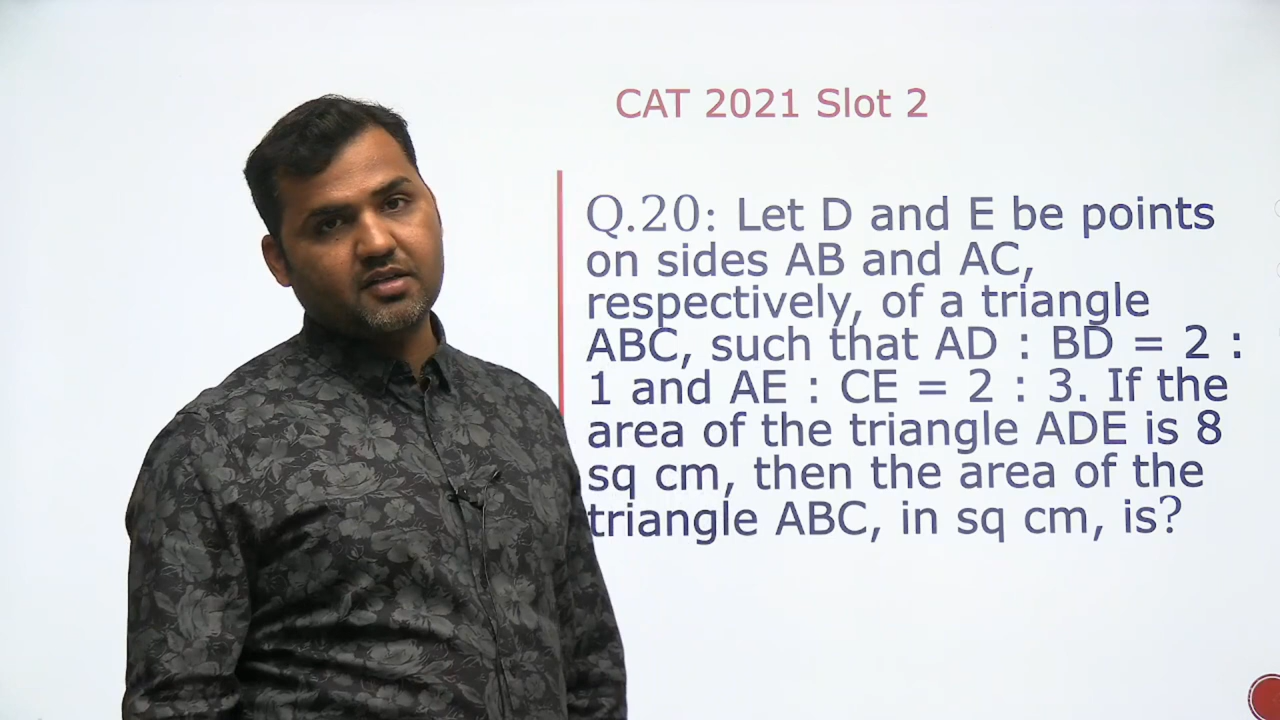 CAT 2021 Slot 2
Q.20: Let D and E be points
on sides AB and AC,
respectively, of a triangle
ABC, such that AD : BD = 2 :
1 and AE : CE = 2 : 3. If the
area of the triangle ADE is 8
sq cm, then the area of the
triangle ABC, in sq cm, is?